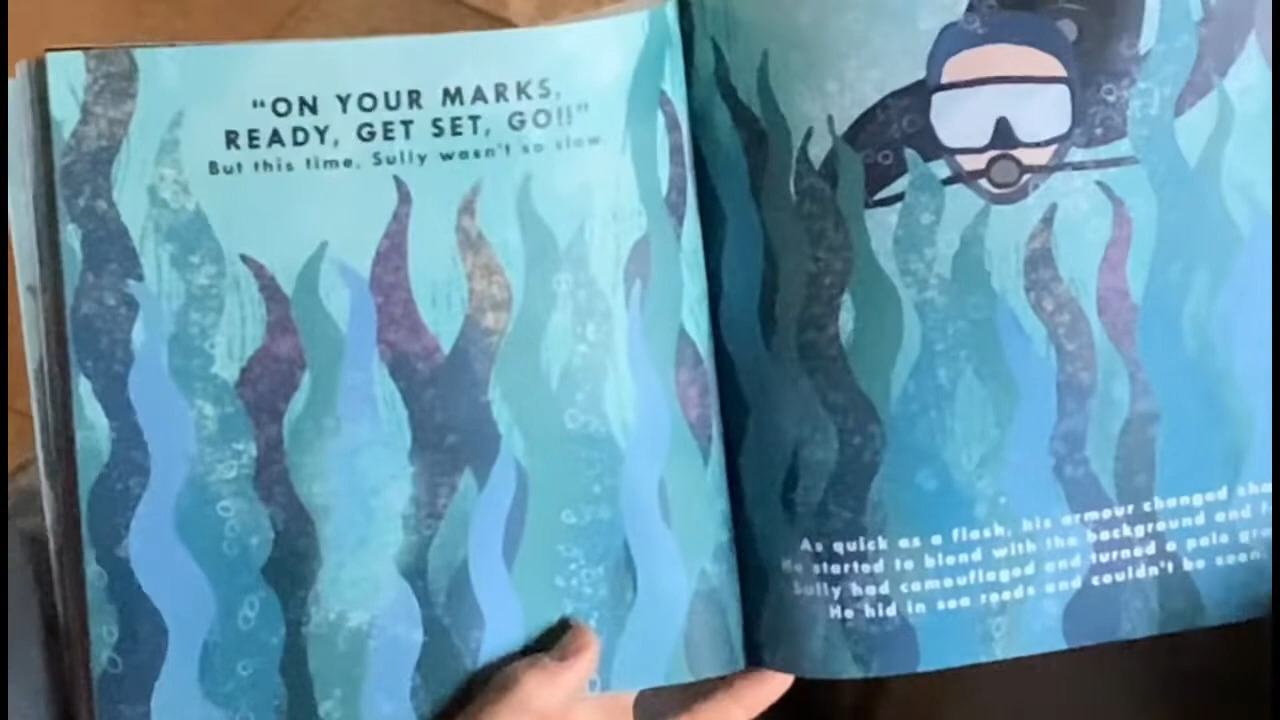 “ON YOUR MARKS,
READY, GET SET, GO!!”
But this time, Sully wasn't so slow.
As quick as a flash, his armour changed
He started to blend with the background and
Sully had camouflaged and turned a pale
He hid in sea reeds and couldn't be seen